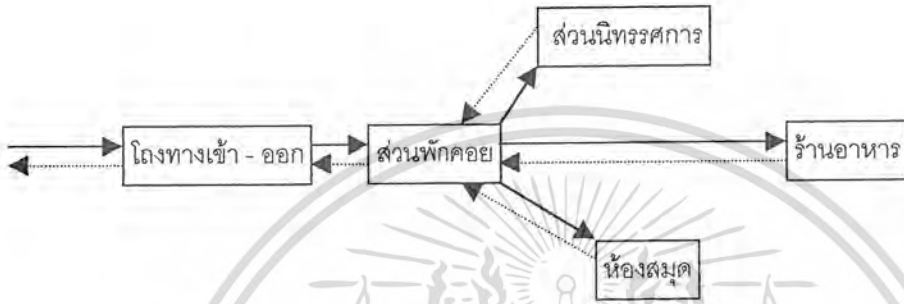 ส่วนนิทรรศการ
โถงทางเข้า - ออก
ส่วนพักคอย
ร้านอาหาร
ห้องสมุด